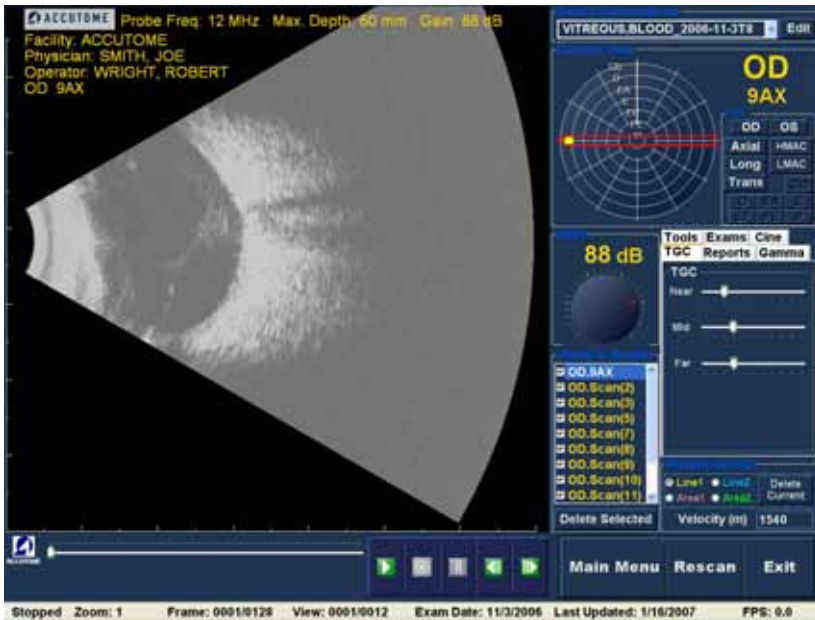 ACCUTOME Probe Freq: 12 MHz Max. Depth: 60 mm Gain: 88 dB
Facility: ACCUTOME
Physician: SMITH, JOE
Operator: WRIGHT, ROBERT
OD 9AX
VITREOUS,BLOOD_2006-11-3T8 Edit
OD
9AX
OD OS
Axial HMAC
Long LMAC
Trans
88 dB
Tools Exams Cine
TGC Reports Gamma
TGC
Near
Mid
Far
OD.9AX
OD.Scan(2)
OD.Scan(3)
OD.Scan(5)
OD.Scan(7)
OD.Scan(8)
OD.Scan(9)
OD.Scan(10)
OD.Scan(11)
Delete Selected
Line1 Line2
Area1 Area2
Delete Current
Velocity (m) 1540
ACCUTOME
Main Menu Rescan Exit
Stopped Zoom: 1 Frame: 0001/0128 View: 0001/0012 Exam Date: 11/3/2006 Last Updated: 1/16/2007 FPS: 0.0